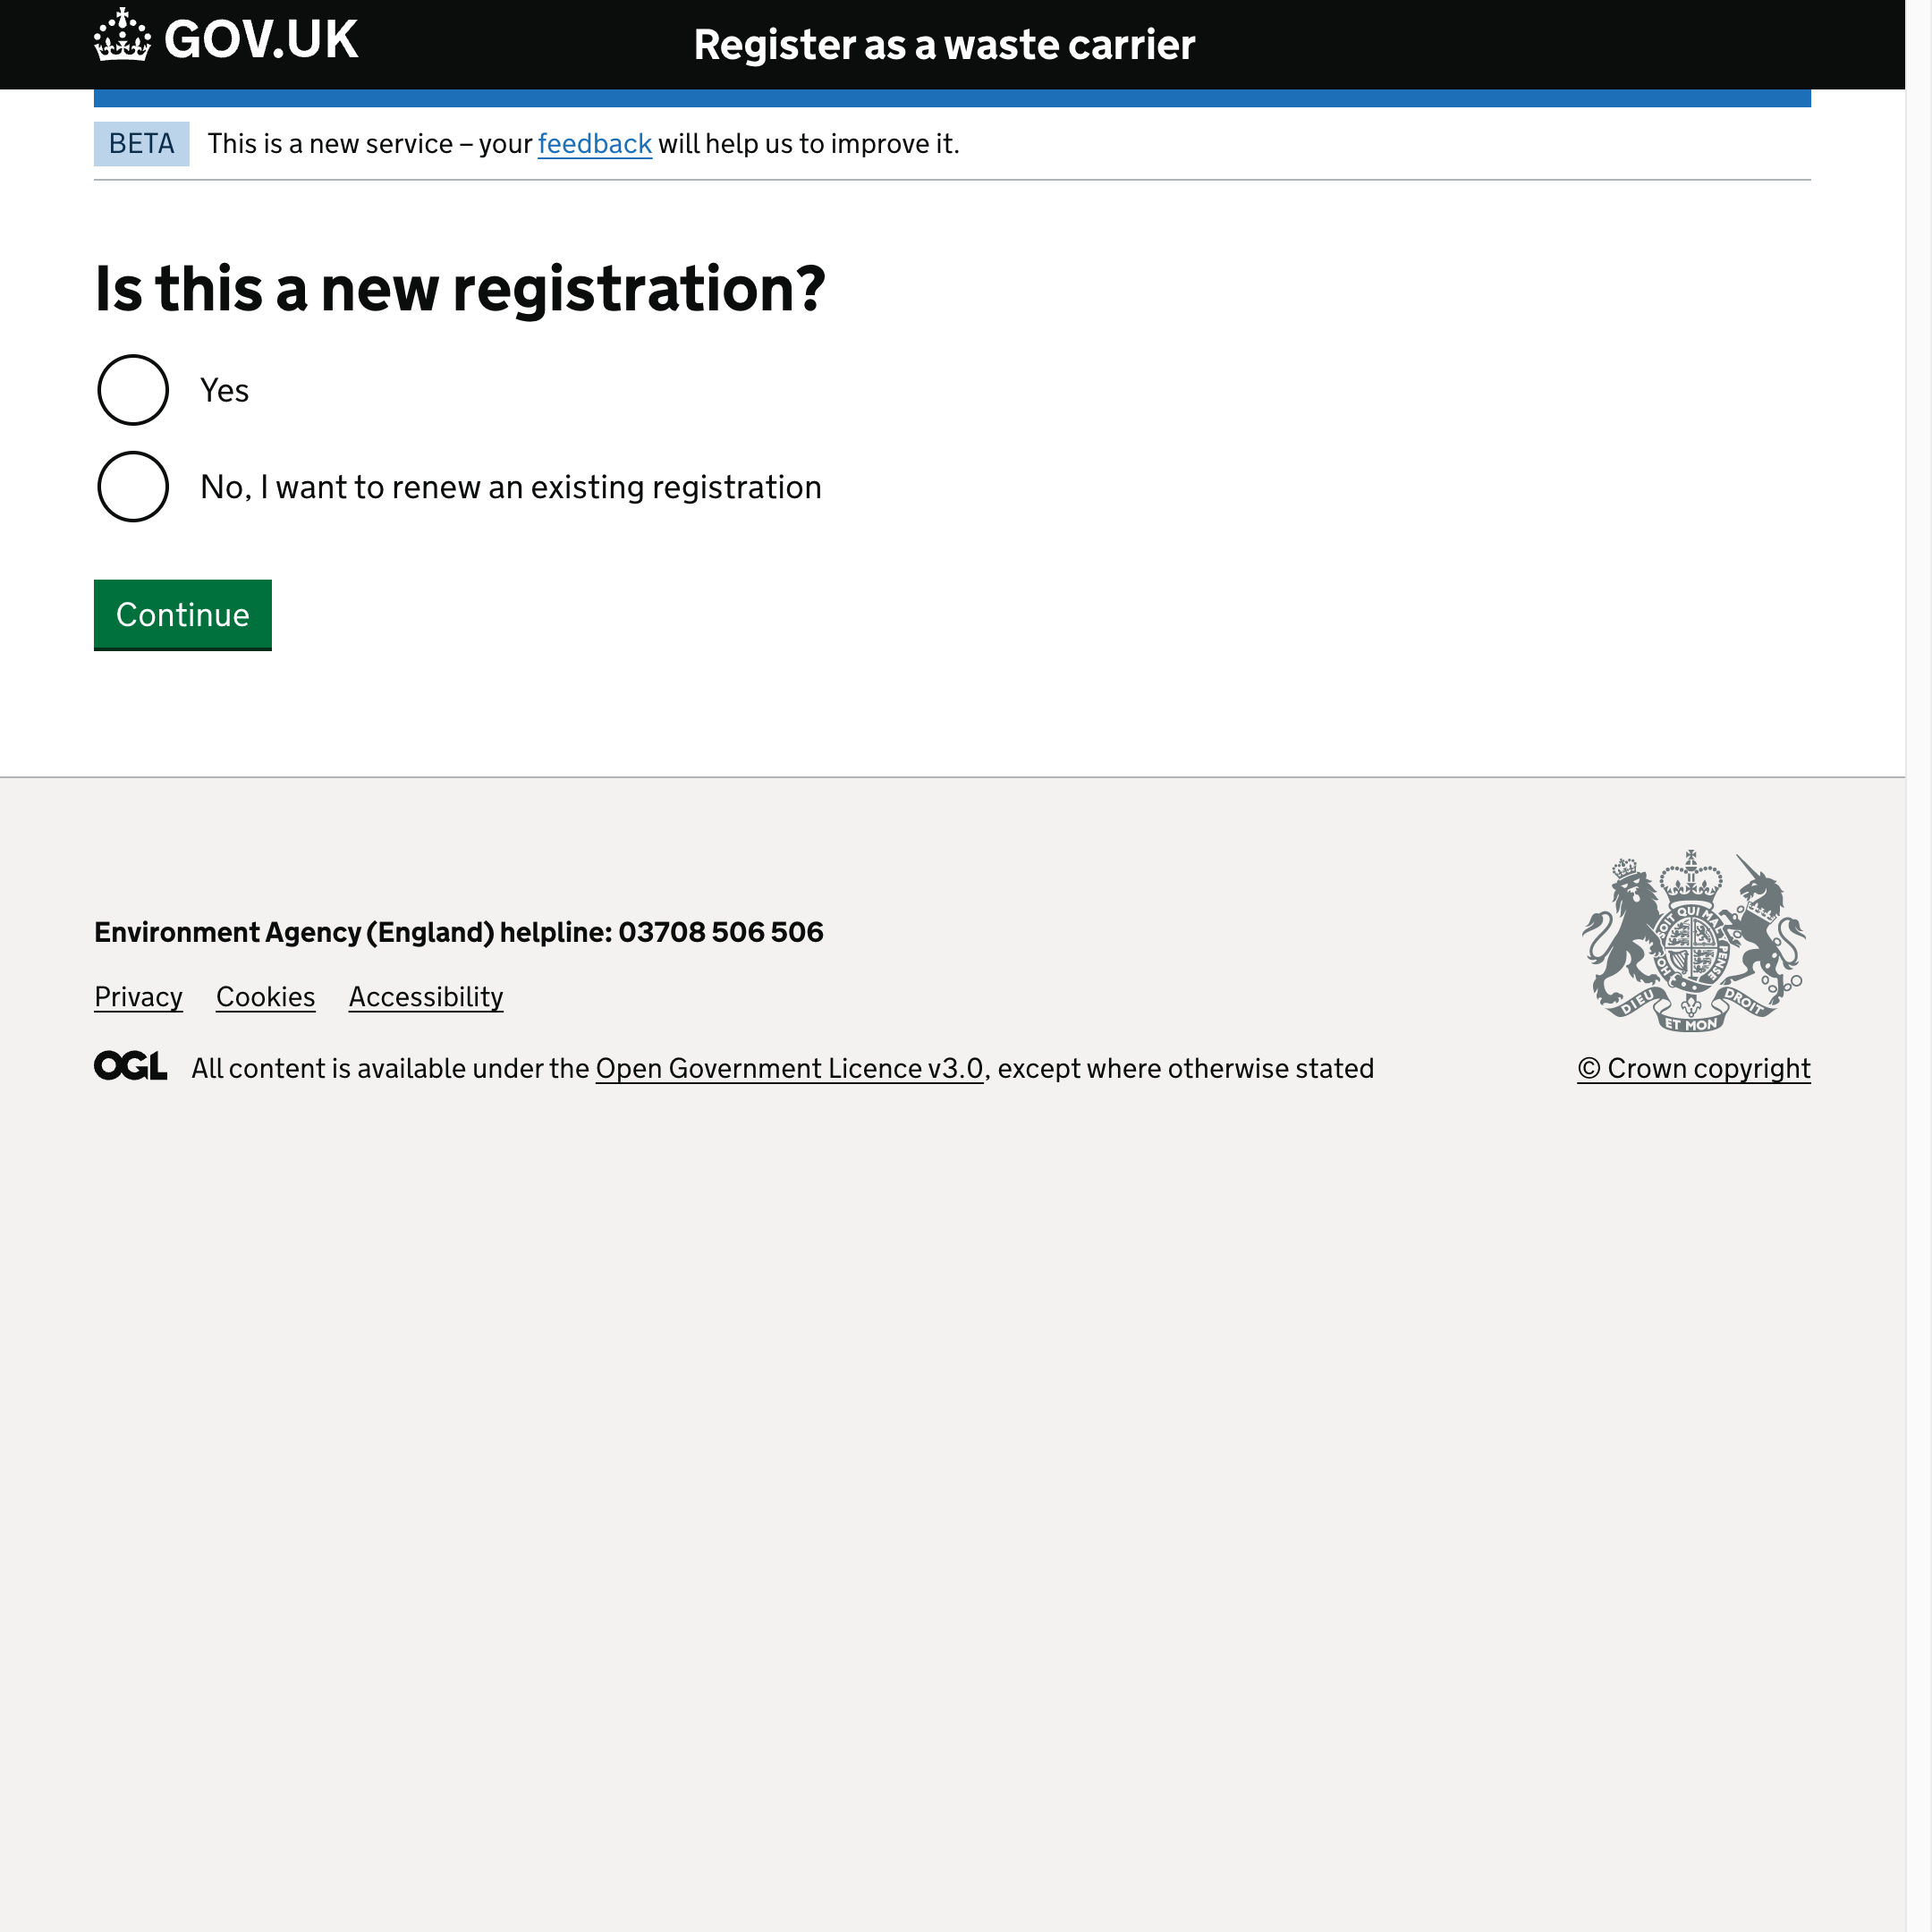 GOV.UK
Register as a waste carrier
BETA
This is a new service – your feedback will help us to improve it.
Is this a new registration?
Yes
No, I want to renew an existing registration
Continue
Environment Agency (England) helpline: 03708 506 506
Privacy
Cookies
Accessibility
OGL
All content is available under the Open Government Licence v3.0, except where otherwise stated
SOIT QUI MAL Y PENSE
HO
DIEU
ET MON
DROIT
© Crown copyright